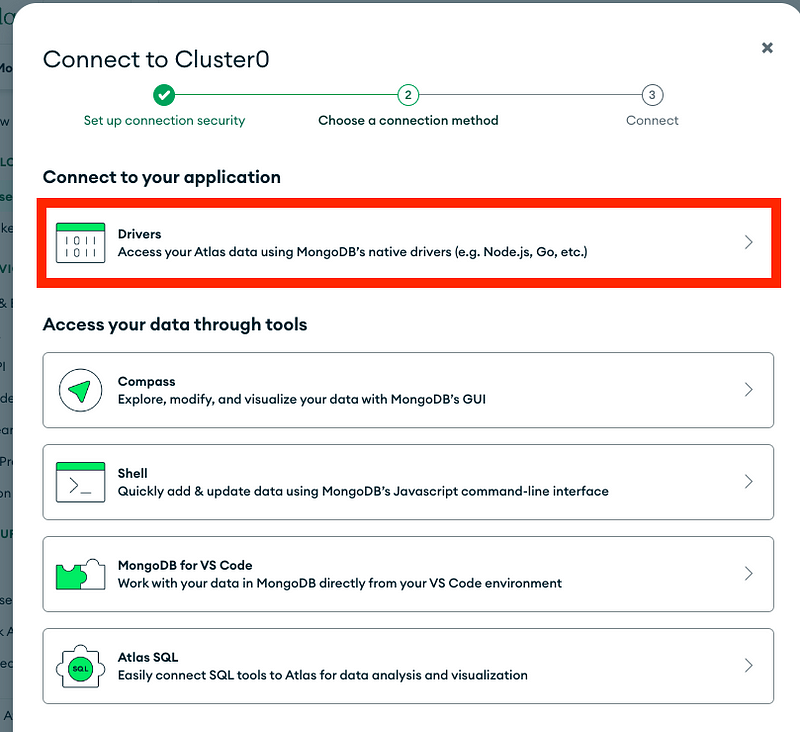 Connect to Cluster0
2
3
Set up connection security
Choose a connection method
Connect
Connect to your application
1011
1011
Drivers
Access your Atlas data using MongoDB's native drivers (e.g. Node.js, Go, etc.)
Access your data through tools
Compass
Explore, modify, and visualize your data with MongoDB's GUI
Shell
Quickly add & update data using MongoDB's Javascript command-line interface
MongoDB for VS Code
Work with your data in MongoDB directly from your VS Code environment
SQL
Atlas SQL
Easily connect SQL tools to Atlas for data analysis and visualization